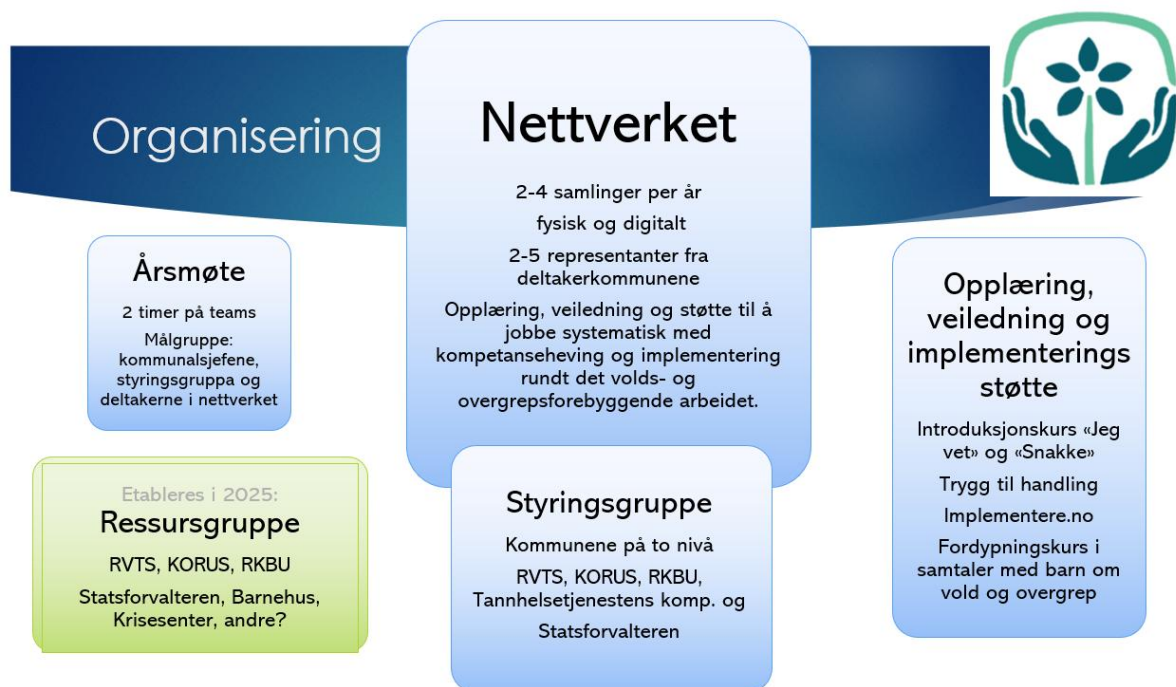 Organisering
Nettverket
2-4 samlinger per år
fysisk og digitalt
2-5 representanter fra
deltakerkommunene
Opplæring, veiledning og støtte til å
jobbe systematisk med
kompetanseheving og implementering
rundt det volds- og
overgrepsforebyggende arbeidet.
Årsmøte
2 timer på teams
Målgruppe:
kommunalsjefene,
styringsgruppa og
deltakerne i nettverket
Etableres i 2025:
Ressursgruppe
RVTS, KORUS, RKBU
Statsforvalteren, Barnehus,
Krisesenter, andre?
Styringsgruppe
Kommunene på to nivå
RVTS, KORUS, RKBU,
Tannhelsetjenestens komp. og
Statsforvalteren
Opplæring,
veiledning og
implementerings
støtte
Introduksjonskurs «Jeg
vet» og «Snakke»
Trygg til handling
Implementere.no
Fordypningskurs i
samtaler med barn om
vold og overgrep